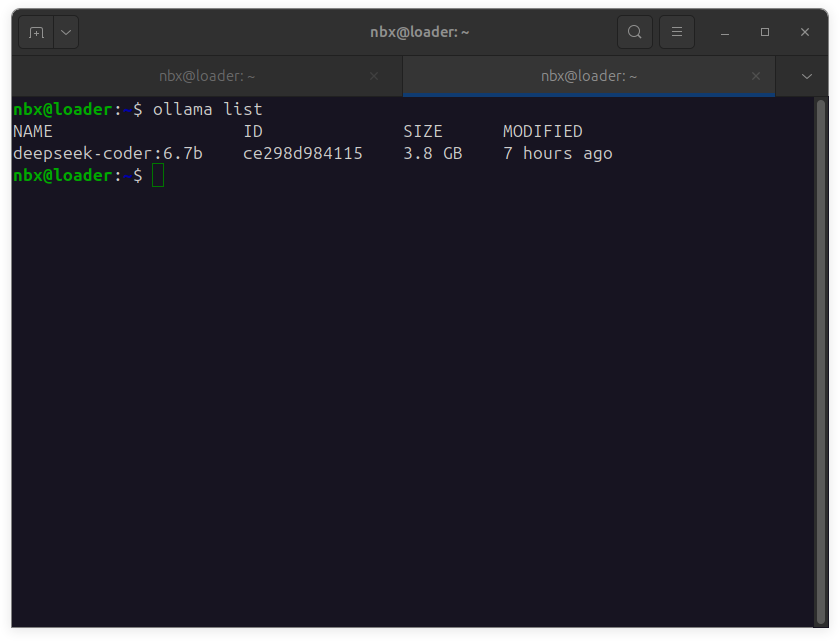 nbx@loader: ~
nbx@loader: ~
nbx@loader: ~
nbx@loader:~$ ollama list
NAME ID SIZE MODIFIED
deepseek-coder:6.7b ce298d984115 3.8 GB 7 hours ago
nbx@loader:~$